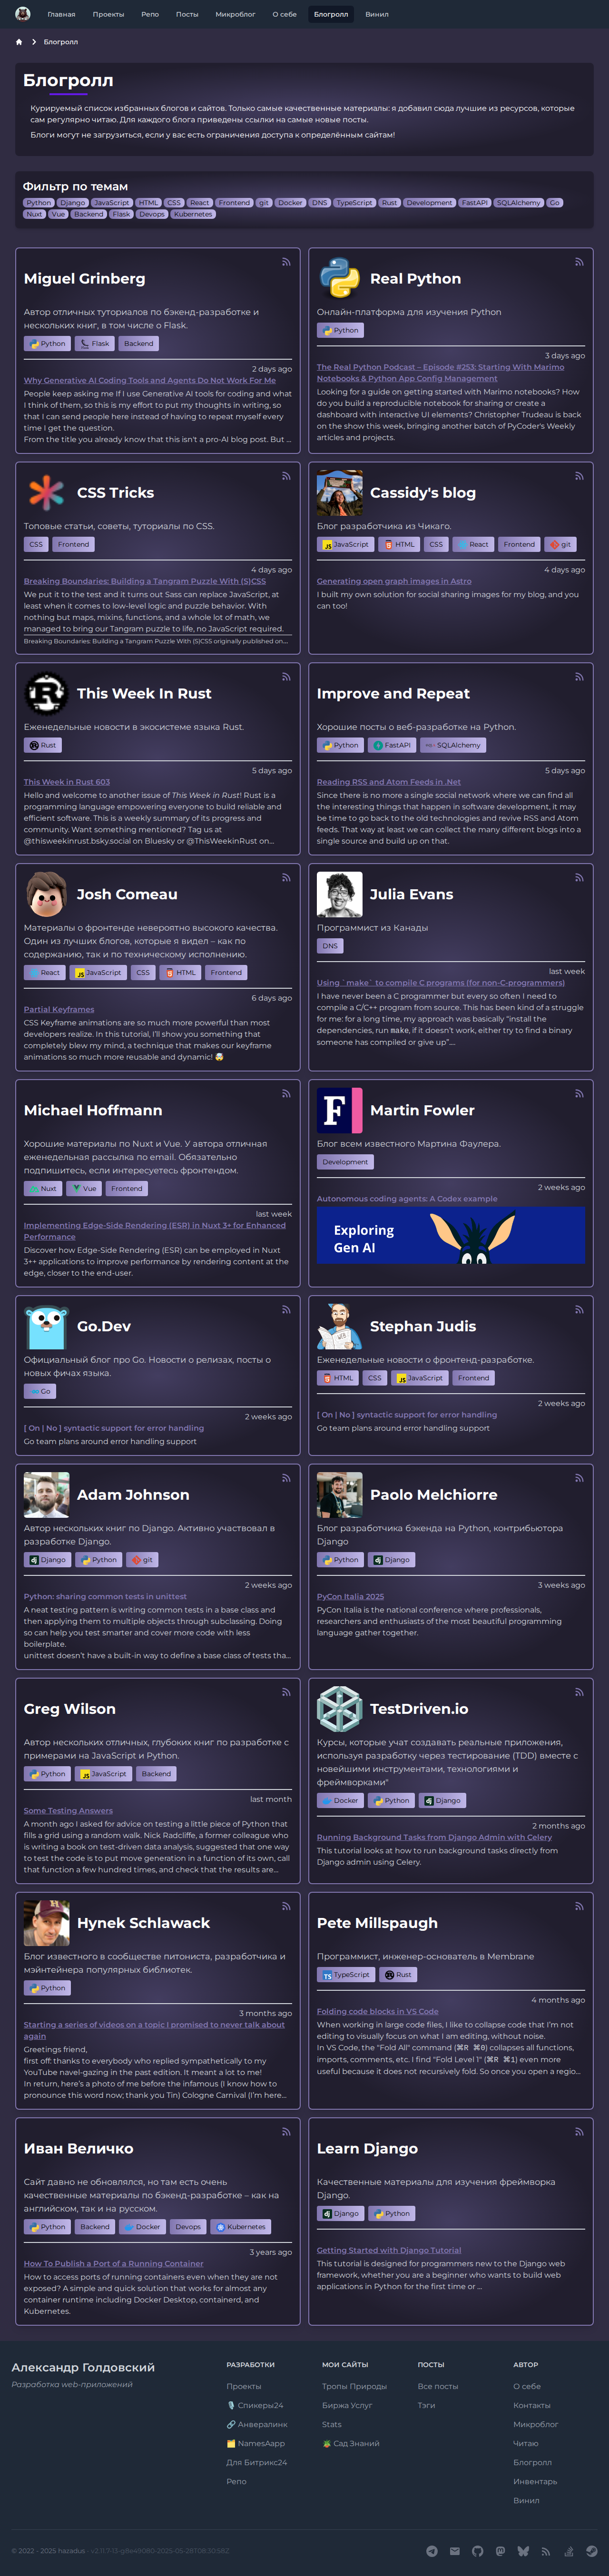 Главная Проекты Репо Посты Микроблог О себе Блогролл Винил
Блогролл
Блогролл
Курируемый список избранных блогов и сайтов. Только самые качественные материалы: я добавил сюда лучшие из ресурсов, которые
сам регулярно читаю. Для каждого блога приведены ссылки на самые новые посты.
Блоги могут не загрузиться, если у вас есть ограничения доступа к определённым сайтам!
Фильтр по темам
Python Django JavaScript HTML CSS React Frontend git Docker DNS TypeScript Rust Development FastAPI SQLAlchemy Go
Nuxt Vue Backend Flask Devops Kubernetes
Miguel Grinberg
Автор отличных туториалов по бэкенд-разработке и
нескольких книг, в том числе о Flask.
Python Flask Backend
2 days ago
Why Generative AI Coding Tools and Agents Do Not Work For Me
People keep asking me If I use Generative AI tools for coding and what
I think of them, so this is my effort to put my thoughts in writing, so
that I can send people here instead of having to repeat myself every
time I get the question.
From the title you already know that this isn't a pro-AI blog post. But ...
Real Python
Онлайн-платформа для изучения Python
Python
3 days ago
The Real Python Podcast – Episode #253: Starting With Marimo
Notebooks & Python App Config Management
Looking for a guide on getting started with Marimo notebooks? How
do you build a reproducible notebook for sharing or create a
dashboard with interactive UI elements? Christopher Trudeau is back
on the show this week, bringing another batch of PyCoder's Weekly
articles and projects.
CSS Tricks
Топовые статьи, советы, туториалы по CSS.
CSS Frontend
4 days ago
Breaking Boundaries: Building a Tangram Puzzle With (S)CSS
We put it to the test and it turns out Sass can replace JavaScript, at
least when it comes to low-level logic and puzzle behavior. With
nothing but maps, mixins, functions, and a whole lot of math, we
managed to bring our Tangram puzzle to life, no JavaScript required.
Breaking Boundaries: Building a Tangram Puzzle With (S)CSS originally published on...
Cassidy's blog
Блог разработчика из Чикаго.
JavaScript HTML CSS React Frontend git
4 days ago
Generating open graph images in Astro
I built my own solution for social sharing images for my blog, and you
can too!
This Week In Rust
Еженедельные новости в экосистеме языка Rust.
Rust
5 days ago
This Week in Rust 603
Hello and welcome to another issue of This Week in Rust! Rust is a
programming language empowering everyone to build reliable and
efficient software. This is a weekly summary of its progress and
community. Want something mentioned? Tag us at
@thisweekinrust.bsky.social on Bluesky or @ThisWeekinRust on...
Improve and Repeat
Хорошие посты о веб-разработке на Python.
Python FastAPI SQLAlchemy
5 days ago
Reading RSS and Atom Feeds in .Net
Since there is no more a single social network where we can find all
the interesting things that happen in software development, it may
be time to go back to the old technologies and revive RSS and Atom
feeds. That way at least we can collect the many different blogs into a
single source and build up on that.
Josh Comeau
Материалы о фронтенде невероятно высокого качества.
Один из лучших блогов, которые я видел – как по
содержанию, так и по техническому исполнению.
React JavaScript CSS HTML Frontend
6 days ago
Partial Keyframes
CSS Keyframe animations are so much more powerful than most
developers realize. In this tutorial, I'll show you something that
completely blew my mind, a technique that makes our keyframe
animations so much more reusable and dynamic! 🤯
Julia Evans
Программист из Канады
DNS
last week
Using `make` to compile C programs (for non-C-programmers)
I have never been a C programmer but every so often I need to
compile a C/C++ program from source. This has been kind of a struggle
for me: for a long time, my approach was basically "install the
dependencies, run make, if it doesn't work, either try to find a binary
someone has compiled or give up"....
Michael Hoffmann
Хорошие материалы по Nuxt и Vue. У автора отличная
еженедельная рассылка по email. Обязательно
подпишитесь, если интересуетесь фронтендом.
Nuxt Vue Frontend
last week
Implementing Edge-Side Rendering (ESR) in Nuxt 3+ for Enhanced
Performance
Discover how Edge-Side Rendering (ESR) can be employed in Nuxt
3++ applications to improve performance by rendering content at the
edge, closer to the end-user.
F
Martin Fowler
Блог всем известного Мартина Фаулера.
Development
2 weeks ago
Autonomous coding agents: A Codex example
Exploring
Gen AI
Go.Dev
Официальный блог про Go. Новости о релизах, посты о
новых фичах языка.
Go
2 weeks ago
[ On | No ] syntactic support for error handling
Go team plans around error handling support
Stephan Judis
Еженедельные новости о фронтенд-разработке.
HTML CSS JavaScript Frontend
2 weeks ago
[ On | No ] syntactic support for error handling
Go team plans around error handling support
Adam Johnson
Автор нескольких книг по Django. Активно участвовал в
разработке Django.
Django Python git
2 weeks ago
Python: sharing common tests in unittest
A neat testing pattern is writing common tests in a base class and
then applying them to multiple objects through subclassing. Doing
so can help you test smarter and cover more code with less
boilerplate.
unittest doesn't have a built-in way to define a base class of tests tha...
Paolo Melchiorre
Блог разработчика бэкенда на Python, контрибьютора
Django
Python Django
3 weeks ago
PyCon Italia 2025
PyCon Italia is the national conference where professionals,
researchers and enthusiasts of the most beautiful programming
language gather together.
Greg Wilson
Автор нескольких отличных, глубоких книг по разработке с
примерами на JavaScript и Python.
Python JavaScript Backend
last month
Some Testing Answers
A month ago I asked for advice on testing a little piece of Python that
fills a grid using a random walk. Nick Radcliffe, a former colleague who
is writing a book on test-driven data analysis, suggested that one way
to test the code is to put move generation in a function of its own, call
that function a few hundred times, and check that the results are...
TestDriven.io
Курсы, которые учат создавать реальные приложения,
используя разработку через тестирование (TDD) вместе с
новейшими инструментами, технологиями и
фреймворками"
Docker Python Django
2 months ago
Running Background Tasks from Django Admin with Celery
This tutorial looks at how to run background tasks directly from
Django admin using Celery.
Hynek Schlawack
Блог известного в сообществе питониста, разработчика и
мэйнтейнера популярных библиотек.
Python
3 months ago
Starting a series of videos on a topic I promised to never talk about
again
Greetings friend,
first off: thanks to everybody who replied sympathetically to my
YouTube navel-gazing in the past edition. It meant a lot to me!
In return, here's a photo of me before the infamous (I know how to
pronounce this word now; thank you Tin) Cologne Carnival (I'm here...
Pete Millspaugh
Программист, инженер-основатель в Membrane
TypeScript Rust
4 months ago
Folding code blocks in VS Code
When working in large code files, I like to collapse code that I'm not
editing to visually focus on what I am editing, without noise.
In VS Code, the "Fold All" command (⌘R ⌘0) collapses all functions,
imports, comments, etc. I find "Fold Level 1" (⌘R ⌘1) even more
useful because it does not recursively fold. So once you open a regio...
Иван Величко
Сайт давно не обновлялся, но там есть очень
качественные материалы по бэкенд-разработке – как на
английском, так и на русском.
Python Backend Docker Devops Kubernetes
3 years ago
How To Publish a Port of a Running Container
How to access ports of running containers even when they are not
exposed? A simple and quick solution that works for almost any
container runtime including Docker Desktop, containerd, and
Kubernetes.
Learn Django
Качественные материалы для изучения фреймворка
Django.
Django Python
Getting Started with Django Tutorial
This tutorial is designed for programmers new to the Django web
framework, whether you are a beginner who wants to build web
applications in Python for the first time or ...
Александр Голдовский
Разработка web-приложений
РАЗРАБОТКИ
Проекты
🎙️ Спикеры24
🔗 Анвералинк
🗂️ NamesAapp
Для Битрикс24
Репо
МОИ САЙТЫ
Тропы Природы
Биржа Услуг
Stats
🪴 Сад Знаний
ПОСТЫ
Все посты
Тэги
АВТОР
О себе
Контакты
Микроблог
Читаю
Блогролл
Инвентарь
Винил
© 2022 - 2025 hazadus